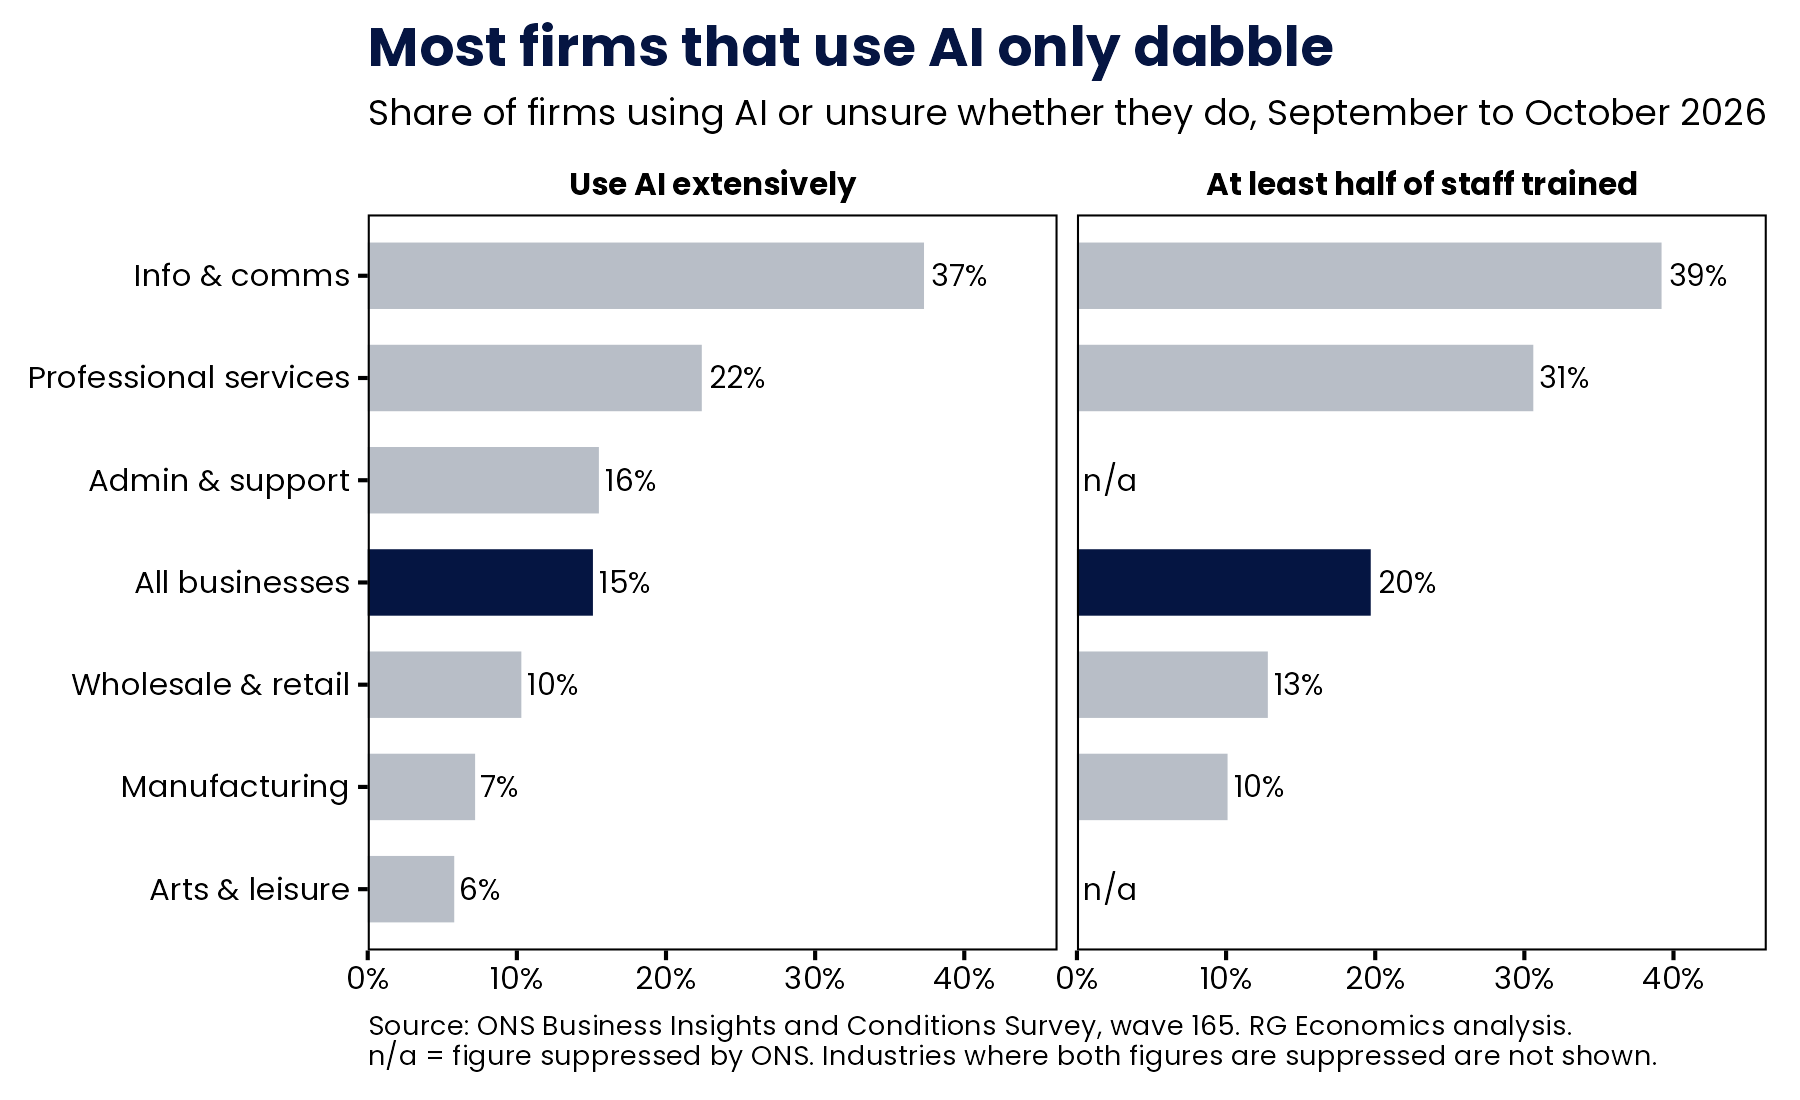 Most firms that use AI only dabble
Share of firms using AI or unsure whether they do, September to October 2026
Use AI extensively
At least half of staff trained
Info & comms 37% 39%
Professional services 22% 31%
Admin & support 16% n/a
All businesses 15% 20%
Wholesale & retail 10% 13%
Manufacturing 7% 10%
Arts & leisure 6% n/a
0% 10% 20% 30% 40% 0% 10% 20% 30% 40%
Source: ONS Business Insights and Conditions Survey, wave 165. RG Economics analysis.
n/a = figure suppressed by ONS. Industries where both figures are suppressed are not shown.